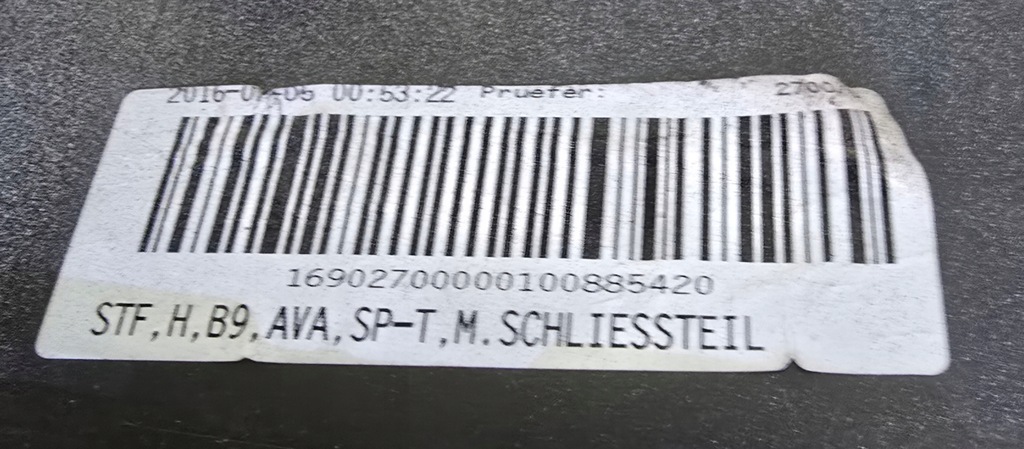 00:53:22 Pruefer:
16902700000100885420
STF,H,B9,AVA,SP-T,M.SCHLIESSTEIL